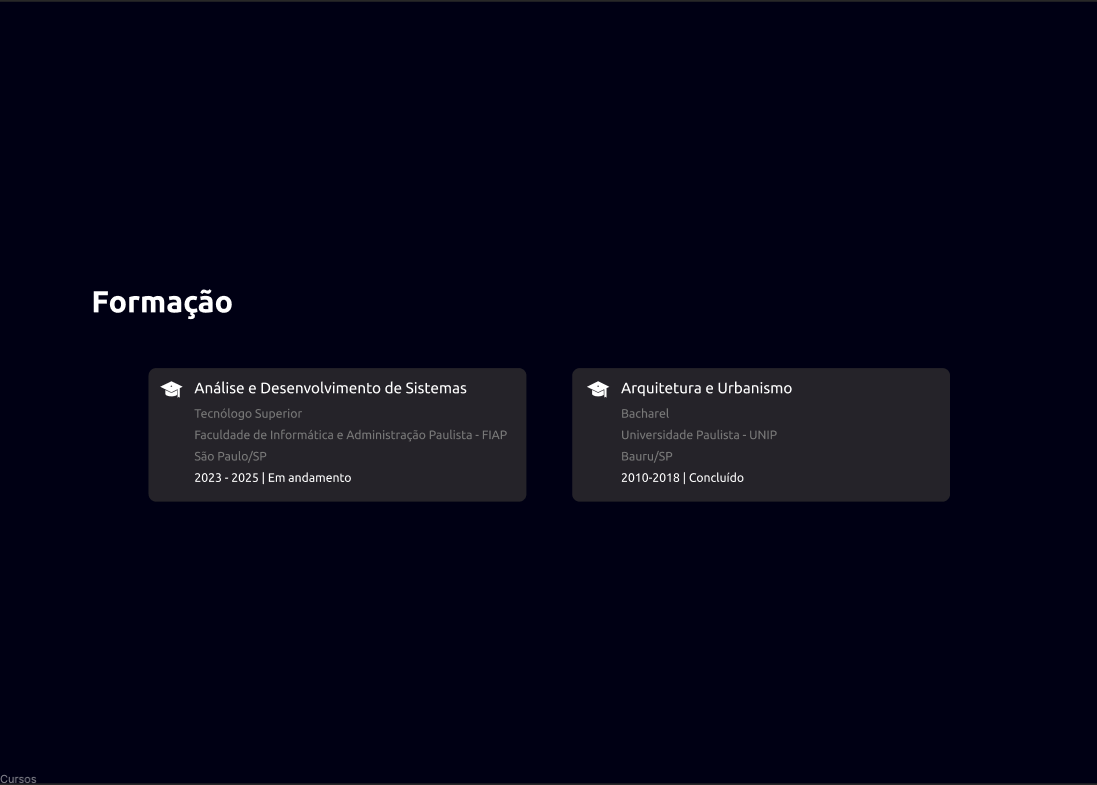 Formação
Análise e Desenvolvimento de Sistemas
Tecnólogo Superior
Faculdade de Informática e Administração Paulista - FIAP
São Paulo/SP
2023 - 2025 | Em andamento
Arquitetura e Urbanismo
Bacharel
Universidade Paulista - UNIP
Bauru/SP
2010-2018 | Concluído
Cursos